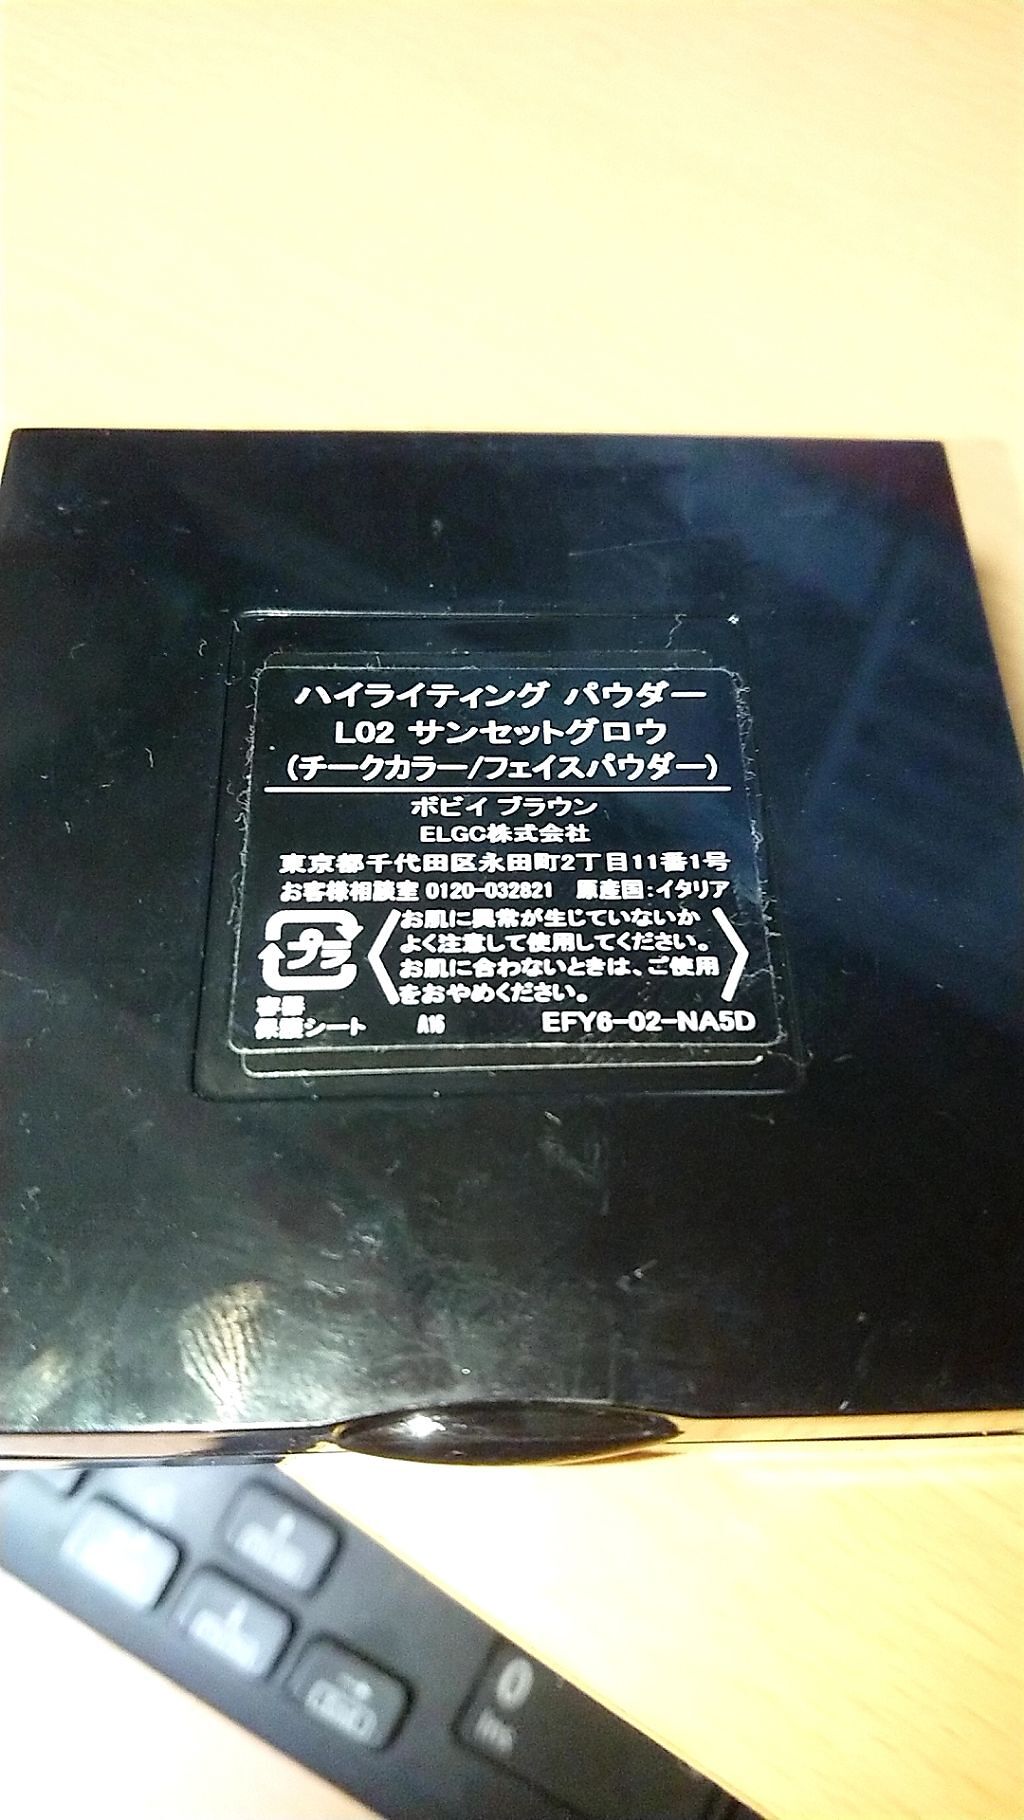 ハイライティング パウダー
L02 サンセットグロウ
(チークカラー/フェイスパウダー)
ボビイ ブラウン
ELGC株式会社
東京都千代田区永田町2丁目11番1号
お客様相談室 0120-032821 原産国:イタリア
お肌に異常が生じていないか
よく注意して使用してください。
お肌に合わないときは、ご使用
をおやめください。
プラ
容器
保護シート A16 EFY6-02-NA5D
0
Ins